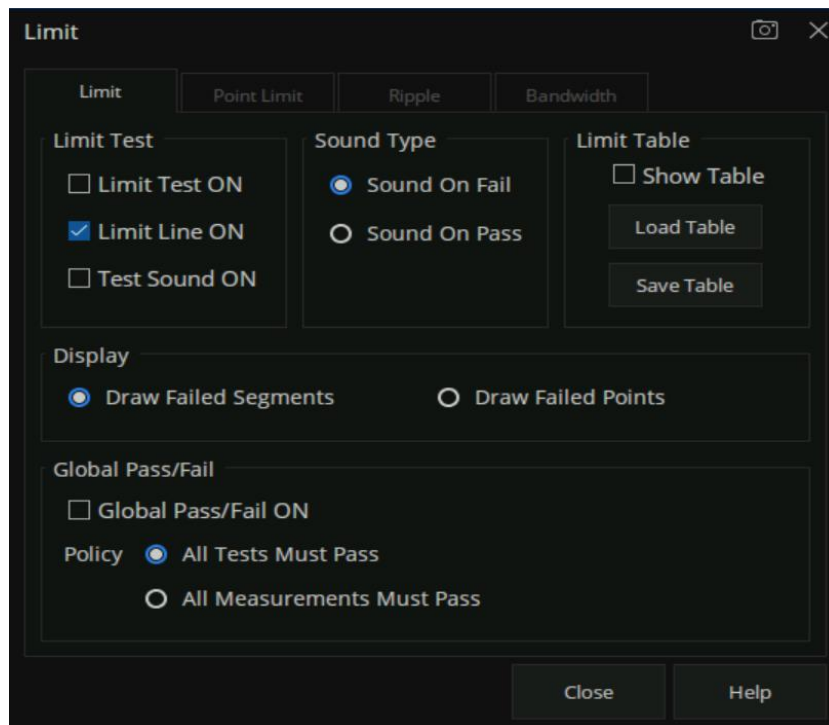 Limit
Limit
Point Limit
Ripple
Bandwidth
Limit Test
Limit Test ON
Limit Line ON
Test Sound ON
Sound Type
Sound On Fail
Sound On Pass
Limit Table
Show Table
Load Table
Save Table
Display
Draw Failed Segments
Draw Failed Points
Global Pass/Fail
Global Pass/Fail ON
Policy
All Tests Must Pass
All Measurements Must Pass
Close
Help